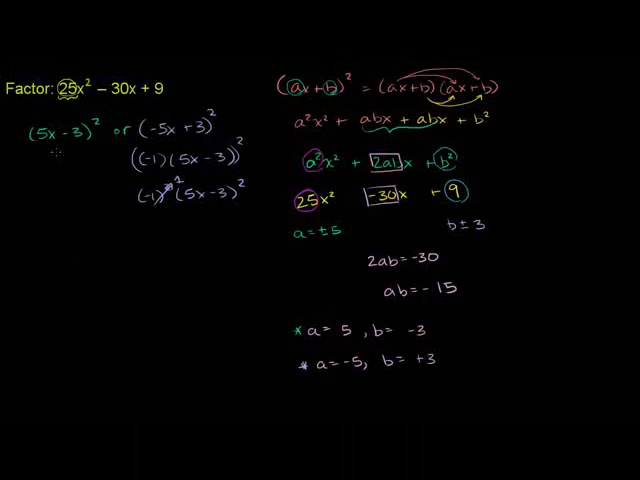 Factor: 25x² – 30x + 9
(5x - 3)² or (-5x + 3)²
((-1)(5x - 3))²
(-1)² 1 (5x - 3)²
(ax + b)² = (ax + b)(ax + b)
a²x² + abx + abx + b²
a²x² + 2abx + b²
25x² -30x + 9
a = ±5 b ± 3
2ab = -30
ab = - 15
* a = 5, b = -3
* a = -5, b = +3